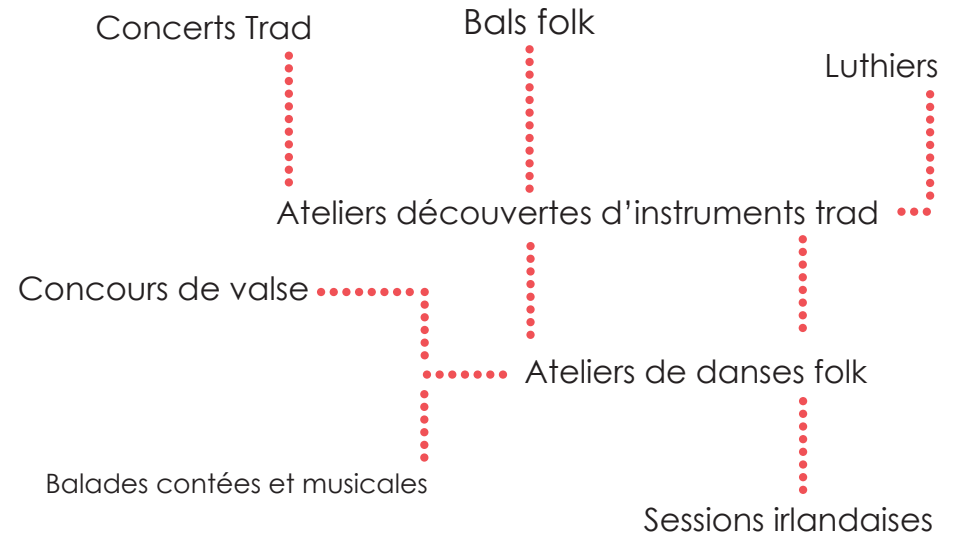 Concerts Trad
Bals folk
Luthiers
Ateliers découvertes d’instruments trad
Concours de valse
Ateliers de danses folk
Balades contées et musicales
Sessions irlandaises